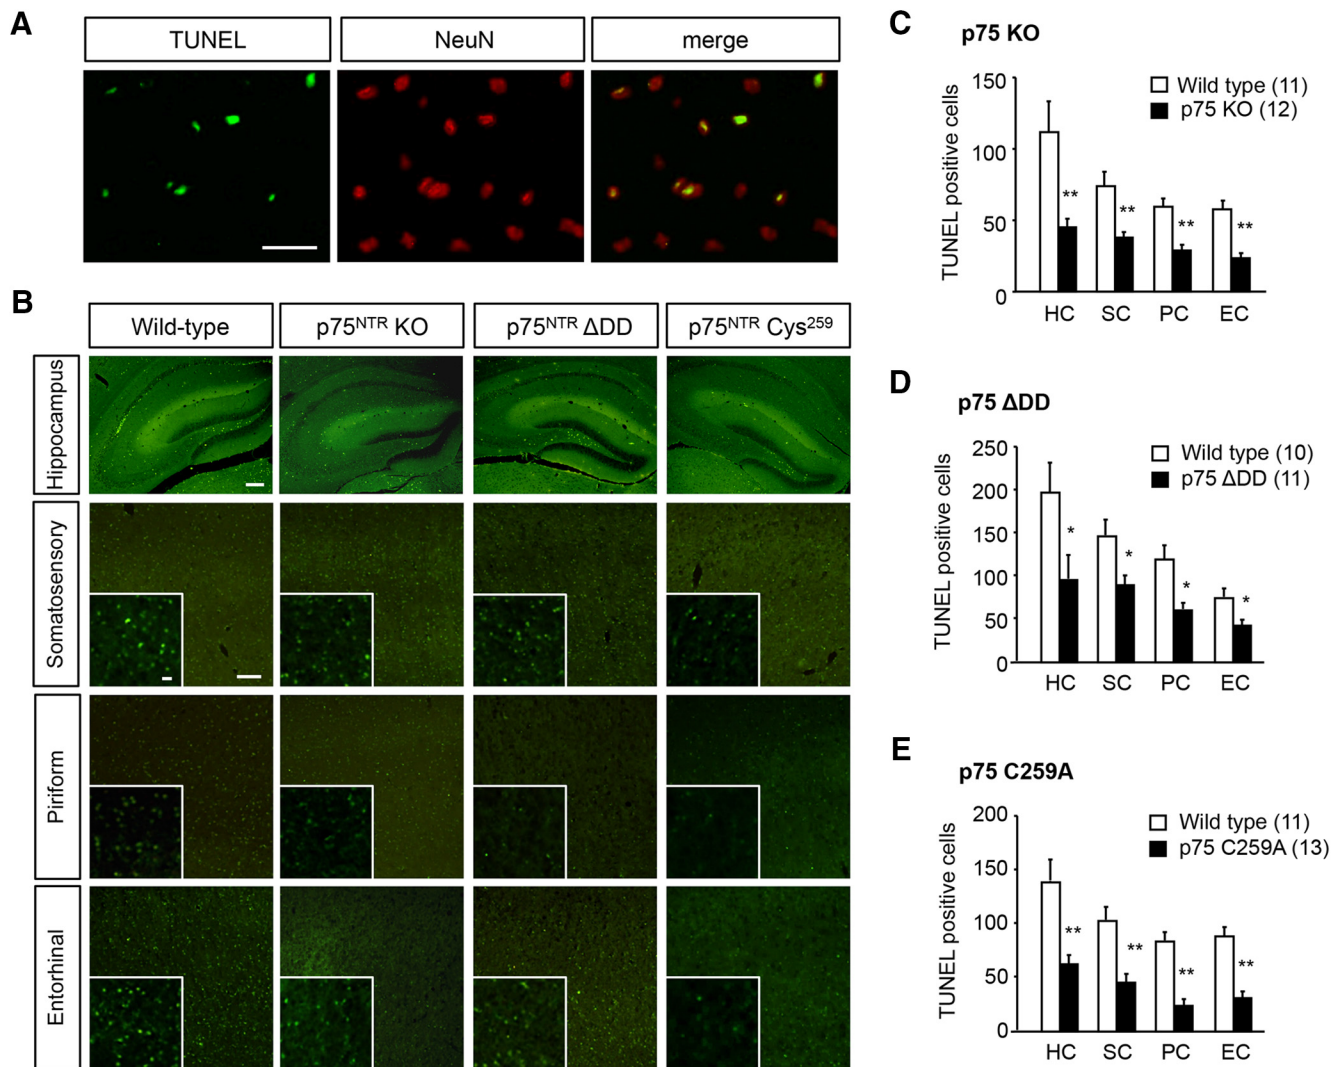 A
TUNEL
NeuN
merge
B
Wild-type
p75NTR KO
p75NTR ΔDD
p75NTR Cys259
Hippocampus
Somatosensory
Piriform
Entorhinal
C
p75 KO
TUNEL positive cells
150
100
50
0
Wild type (11)
p75 KO (12)
**
**
**
**
HC SC PC EC
D
p75 ΔDD
TUNEL positive cells
250
200
150
100
50
0
Wild type (10)
p75 ΔDD (11)
*
*
*
*
HC SC PC EC
E
p75 C259A
TUNEL positive cells
200
150
100
50
0
Wild type (11)
p75 C259A (13)
**
**
**
**
HC SC PC EC